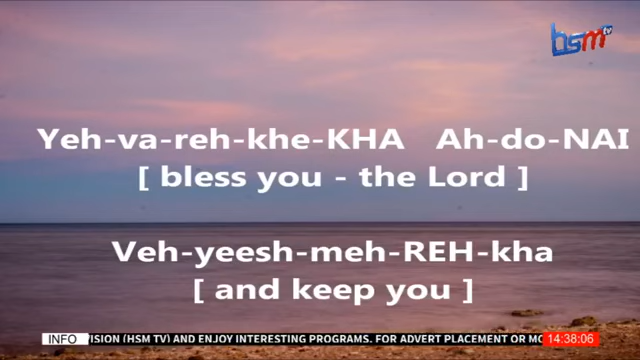 hsm tv
Yeh-va-reh-khe-KHA Ah-do-NAI
[ bless you - the Lord ]
Veh-yeesh-meh-REH-kha
[ and keep you ]
INFO VISION (HSM TV) AND ENJOY INTERESTING PROGRAMS. FOR ADVERT PLACEMENT OR 14:38:06